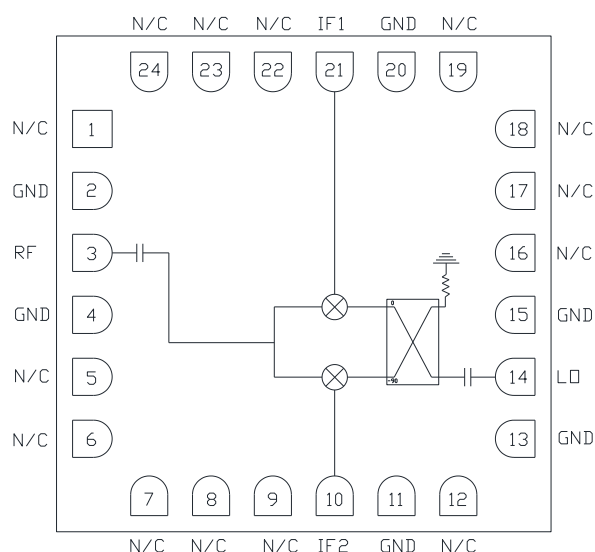 N/C N/C N/C IF1 GND N/C
24 23 22 21 20 19
N/C 1 18 N/C
GND 2 17 N/C
RF 3 16 N/C
0
GND 4 15 GND
N/C 5 14 LO
-90
N/C 6 13 GND
7 8 9 10 11 12
N/C N/C N/C IF2 GND N/C